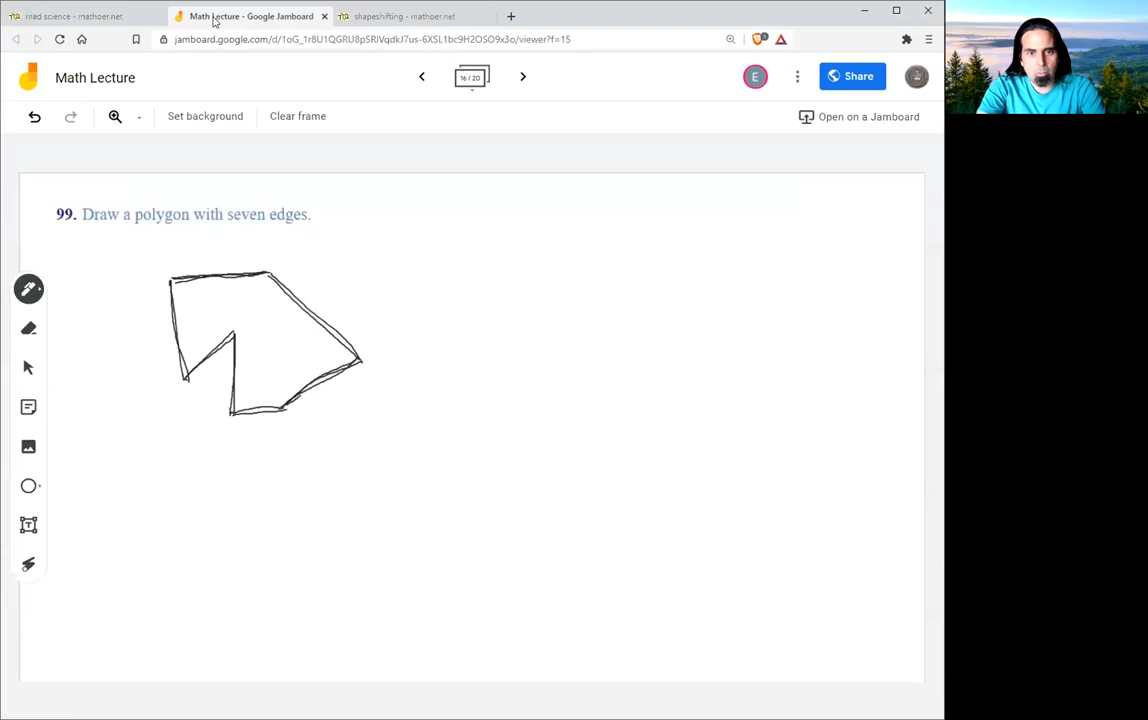 mad science - mathoer.net
Math Lecture - Google Jamboard
shapeshifting - mathoer.net
jamboard.google.com/d/1oG_1r8U1QGRU8pSRIVqdkJ7us-6XSL1bc9H2OSO9x3o/viewer?f=15
1
Math Lecture
16 / 20
E
Share
Set background
Clear frame
Open on a Jamboard
99. Draw a polygon with seven edges.
T